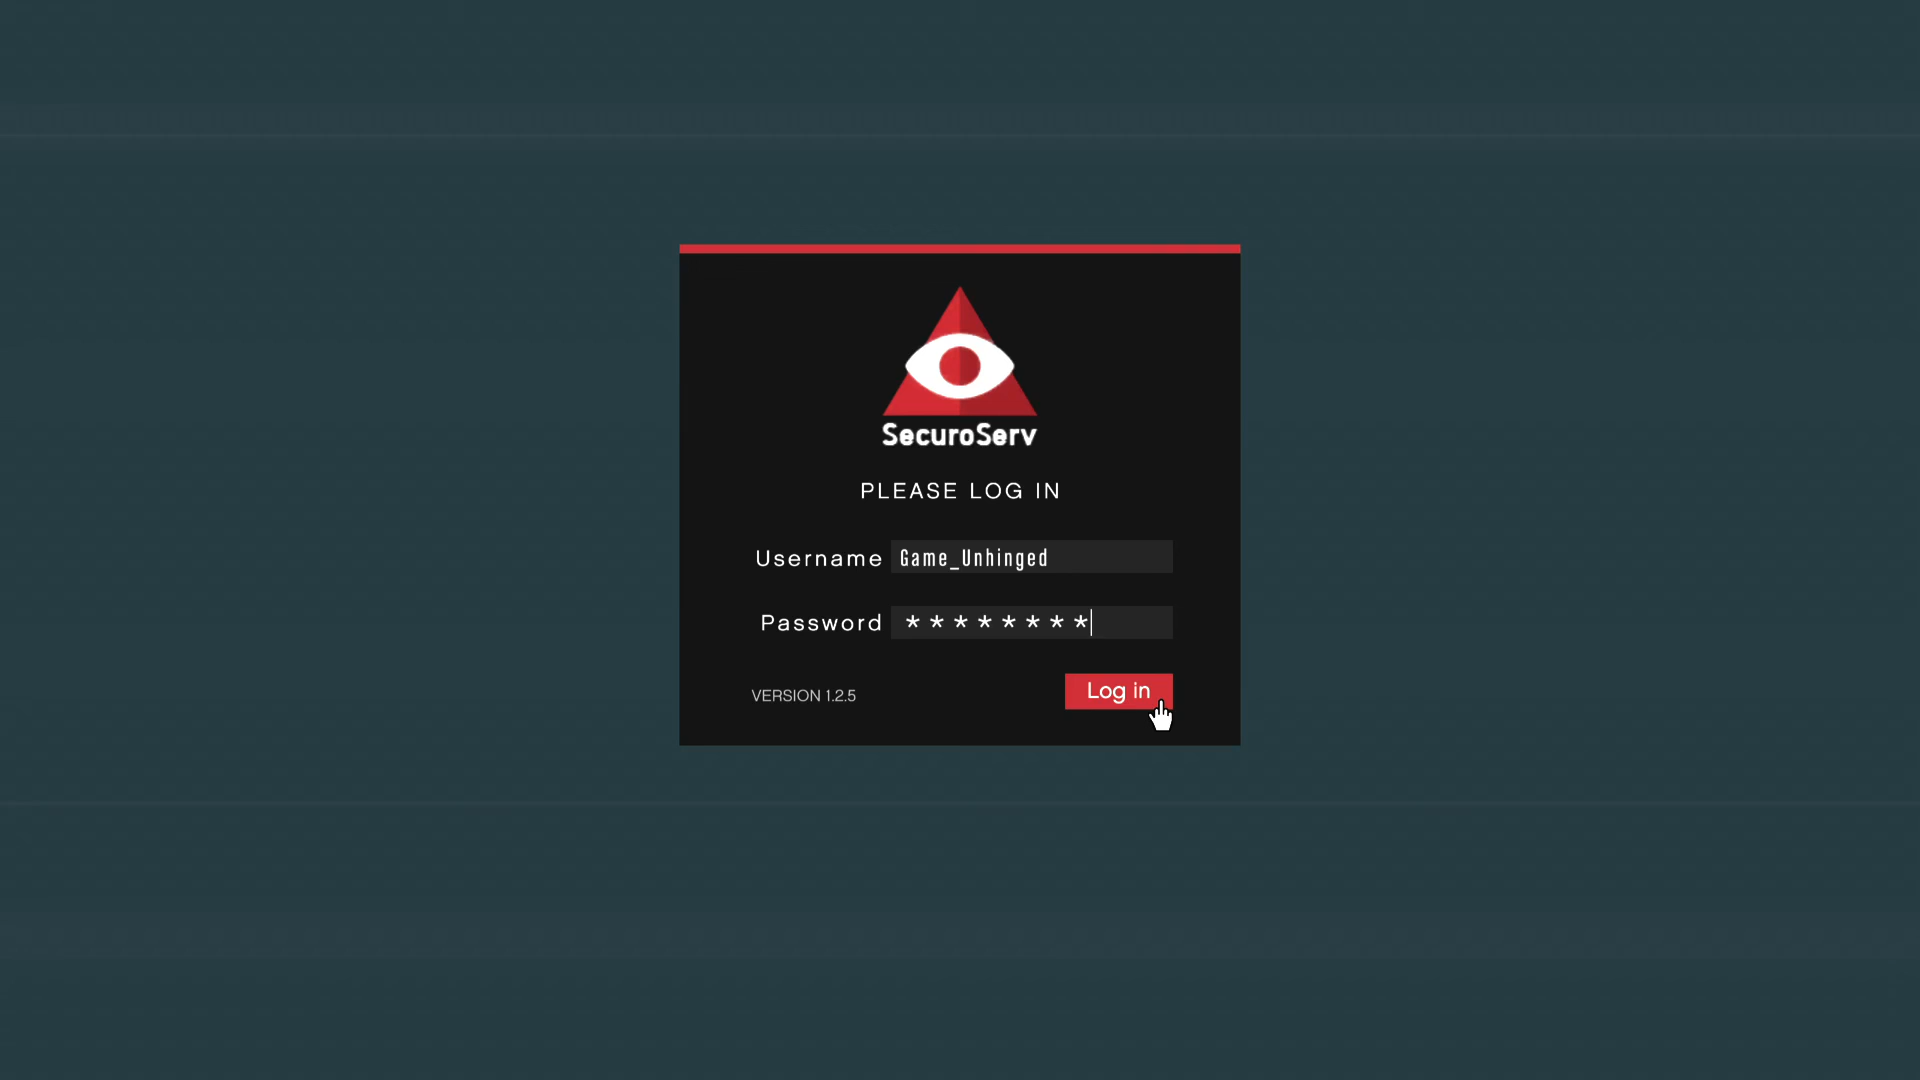 SecuroServ
PLEASE LOG IN
Username Game_Unhinged
Password ********
VERSION 1.2.5
Log in